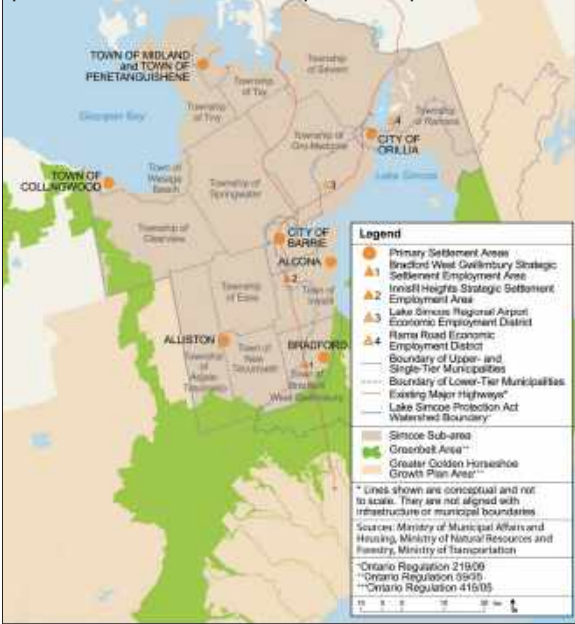 TOWN OF MIDLAND
and TOWN OF
PENETANGUISHENE
Township
of Severn
Township
of Tay
Georgian Bay
Township
of Tiny
Township
of Ramara
4
Township of
Oro-Medonte
CITY OF
ORILLIA
TOWN OF
COLLINGWOOD
Town of
Wasaga
Beach
Township of
Springwater
3
Lake Simcoe
Township of
Clearview
CITY OF
BARRIE
ALCONA
2
Township
of Essa
Town of
Innisfil
ALLISTON
BRADFORD
Township
of
Adjala-
Tosorontio
Town of
New
Tecumseth
1
Town of
Bradford
West Gwillimbury
Legend
Primary Settlement Areas
1 Bradford West Gwillimbury Strategic
Settlement Employment Area
2 Innisfil Heights Strategic Settlement
Employment Area
3 Lake Simcoe Regional Airport
Economic Employment District
4 Rama Road Economic
Employment District
Boundary of Upper- and
Single-Tier Municipalities
Boundary of Lower-Tier Municipalities
Existing Major Highways*
Lake Simcoe Protection Act
Watershed Boundary*
Simcoe Sub-area
Greenbelt Area**
Greater Golden Horseshoe
Growth Plan Area***
* Lines shown are conceptual and not
to scale. They are not aligned with
infrastructure or municipal boundaries
Sources: Ministry of Municipal Affairs and
Housing, Ministry of Natural Resources and
Forestry, Ministry of Transportation
*Ontario Regulation 219/09
**Ontario Regulation 59/05
***Ontario Regulation 416/05